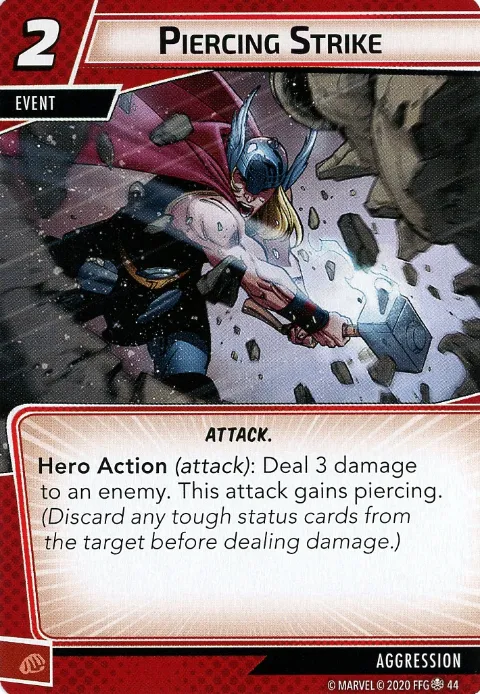 2
PIERCING STRIKE
EVENT
ATTACK.
Hero Action (attack): Deal 3 damage
to an enemy. This attack gains piercing.
(Discard any tough status cards from
the target before dealing damage.)
AGGRESSION
© MARVEL © 2020 FFG 44